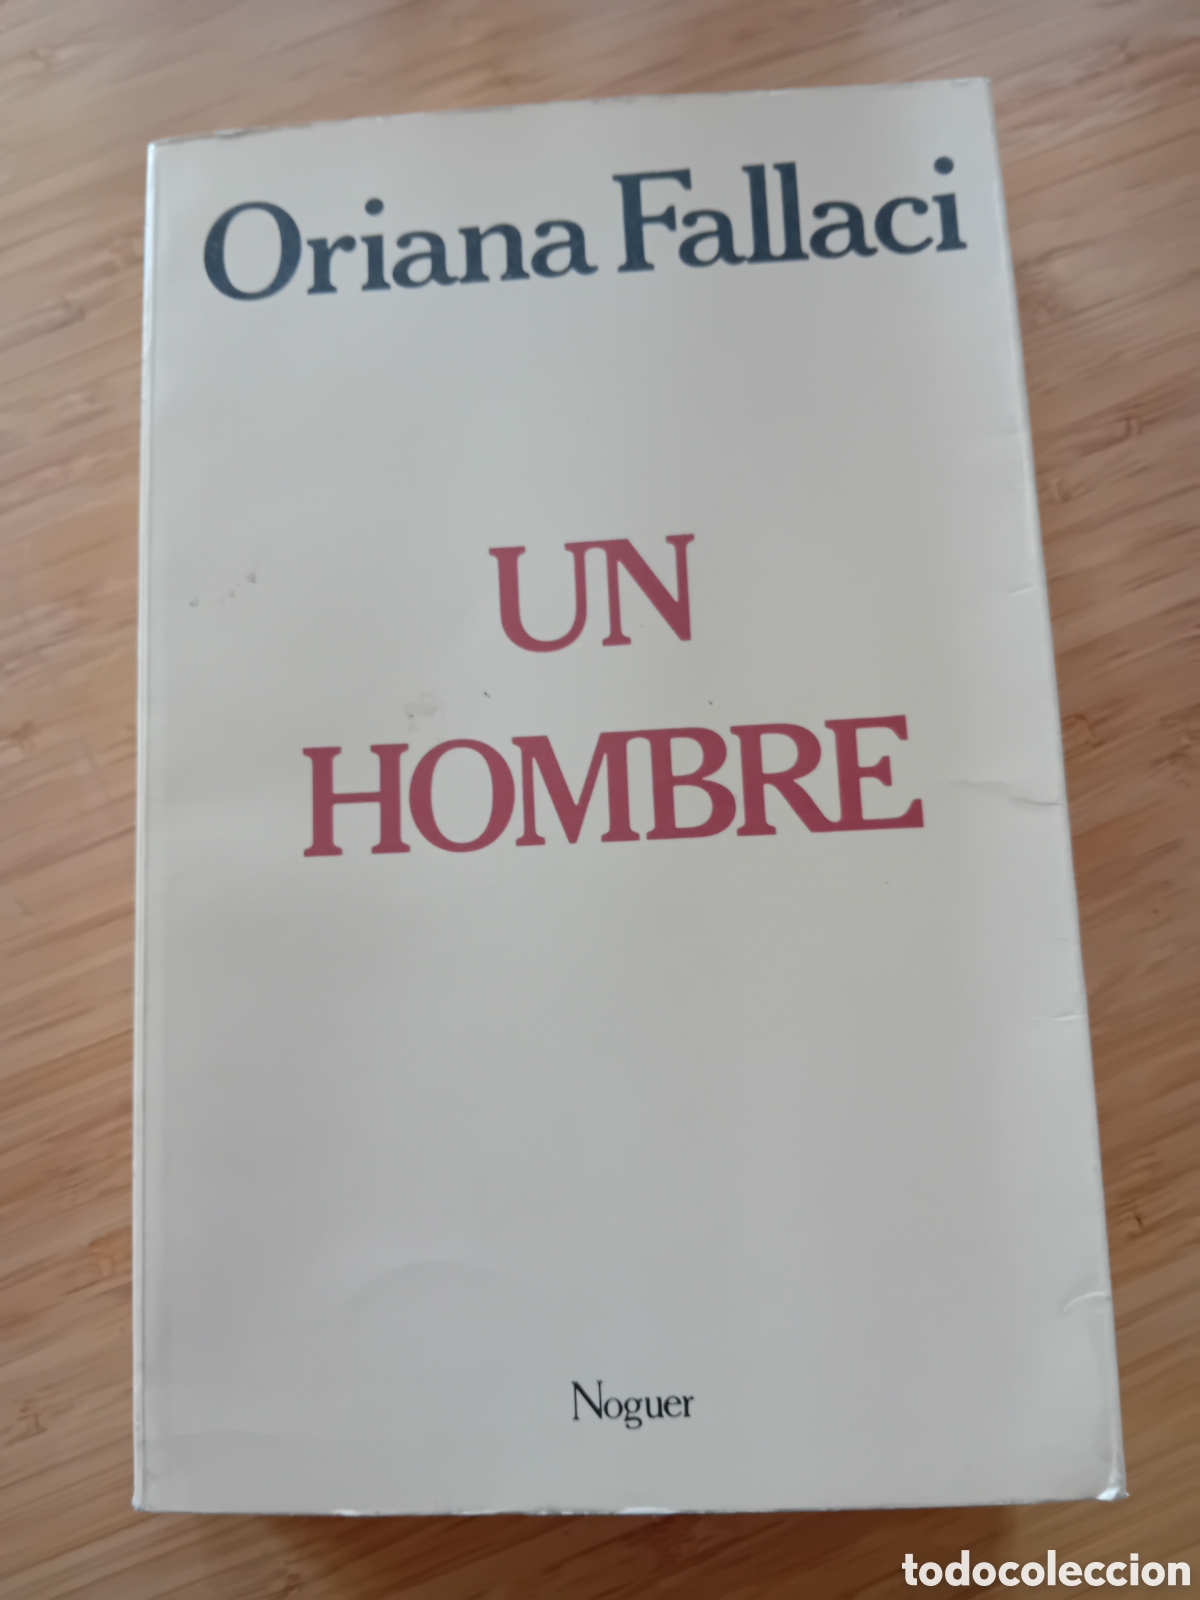 Oriana Fallaci
UN
HOMBRE
Noguer
todocoleccion